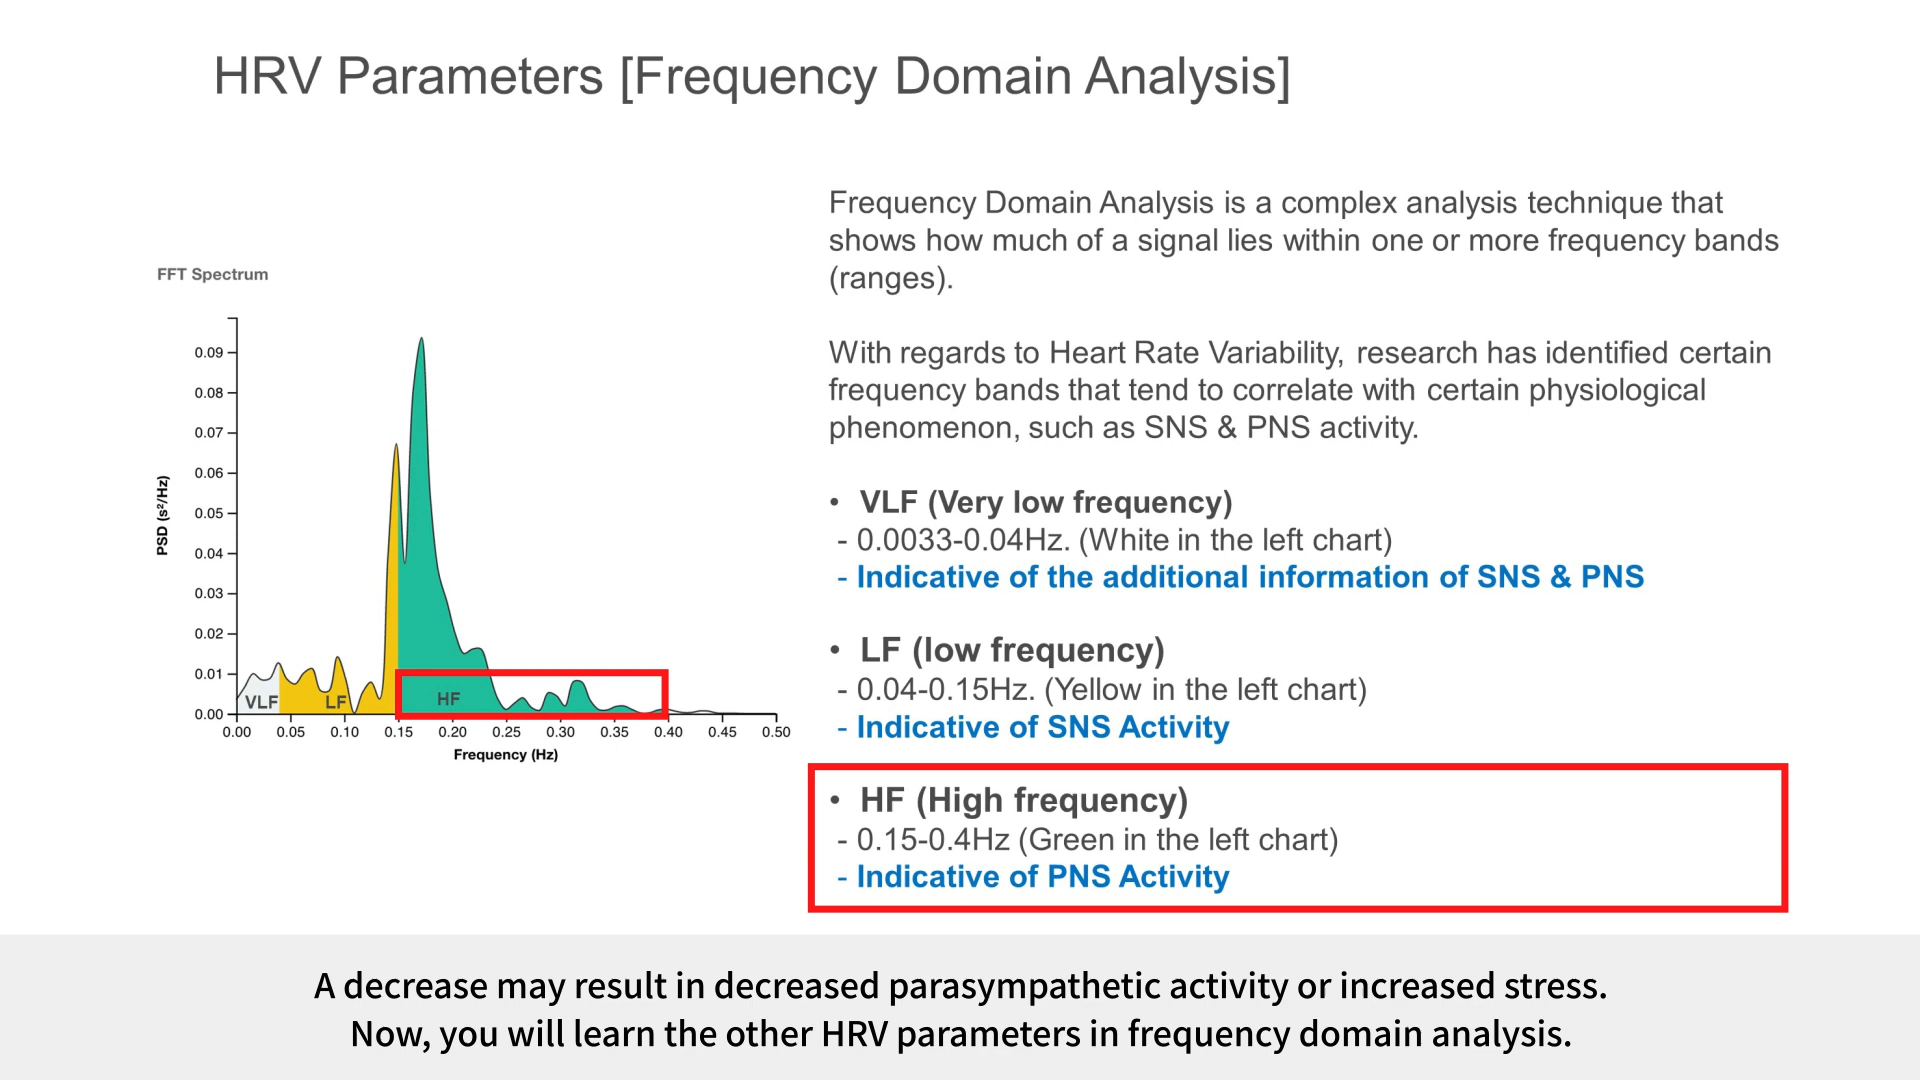 HRV Parameters [Frequency Domain Analysis]
FFT Spectrum
PSD (s²/Hz)
0.09
0.08
0.07
0.06
0.05
0.04
0.03
0.02
0.01
0.00
VLF
LF
HF
0.00 0.05 0.10 0.15 0.20 0.25 0.30 0.35 0.40 0.45 0.50
Frequency (Hz)
Frequency Domain Analysis is a complex analysis technique that
shows how much of a signal lies within one or more frequency bands
(ranges).
With regards to Heart Rate Variability, research has identified certain
frequency bands that tend to correlate with certain physiological
phenomenon, such as SNS & PNS activity.
• VLF (Very low frequency)
- 0.0033-0.04Hz. (White in the left chart)
- Indicative of the additional information of SNS & PNS
• LF (low frequency)
- 0.04-0.15Hz. (Yellow in the left chart)
- Indicative of SNS Activity
• HF (High frequency)
- 0.15-0.4Hz (Green in the left chart)
- Indicative of PNS Activity
A decrease may result in decreased parasympathetic activity or increased stress.
Now, you will learn the other HRV parameters in frequency domain analysis.